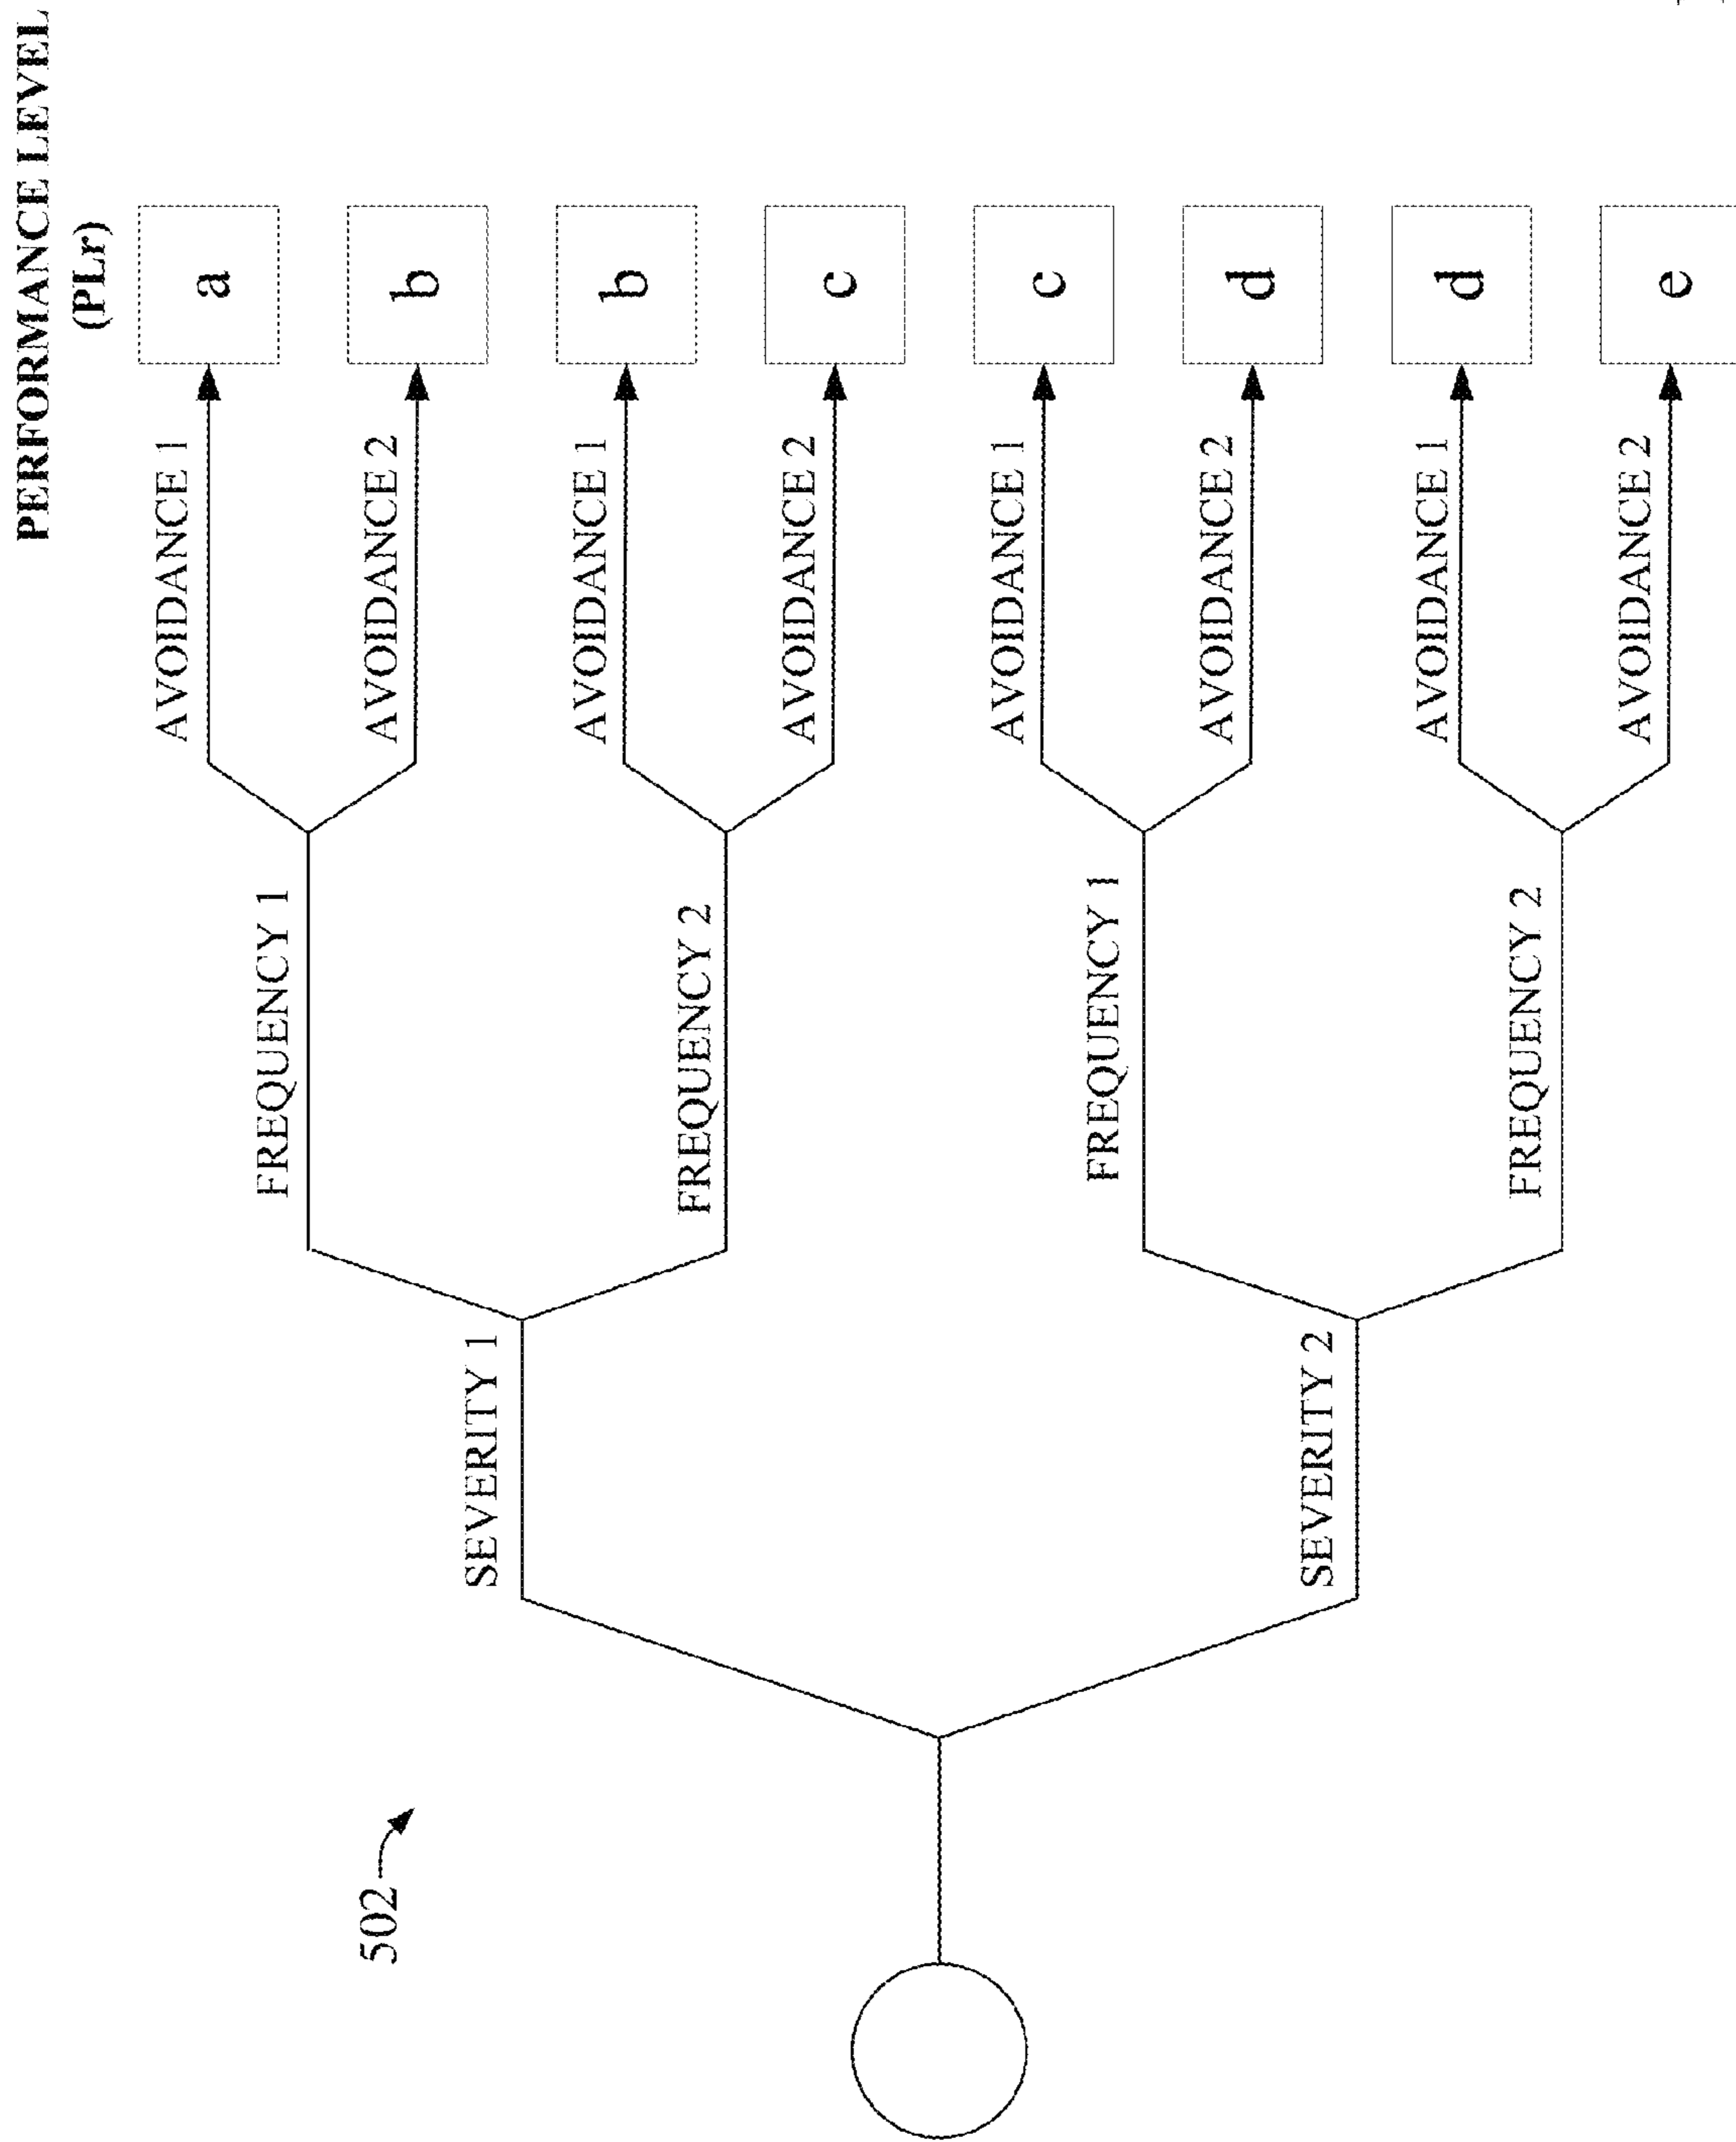 PERFORMANCE LEVEL
(PLr)
502
SEVERITY 1
FREQUENCY 1
AVOIDANCE 1
a
AVOIDANCE 2
b
FREQUENCY 2
AVOIDANCE 1
b
AVOIDANCE 2
c
SEVERITY 2
FREQUENCY 1
AVOIDANCE 1
c
AVOIDANCE 2
d
FREQUENCY 2
AVOIDANCE 1
d
AVOIDANCE 2
e